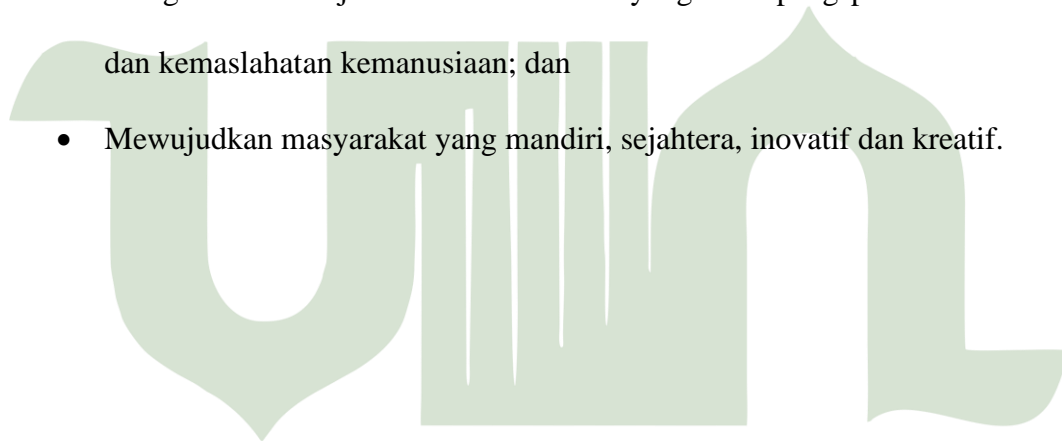 dan kemaslahatan kemanusiaan; dan
• Mewujudkan masyarakat yang mandiri, sejahtera, inovatif dan kreatif.